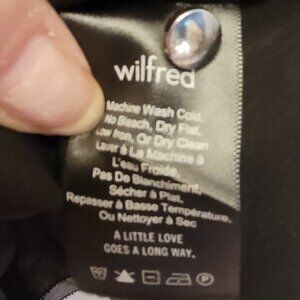 wilfred
Machine Wash Cold,
No Bleach, Dry Flat,
Low Iron, Or Dry Clean
Laver à La Machine à
L'eau Froide,
Pas De Blanchiment,
Sécher à Plat,
Repasser à Basse Température,
Ou Nettoyer à Sec
A LITTLE LOVE
GOES A LONG WAY.